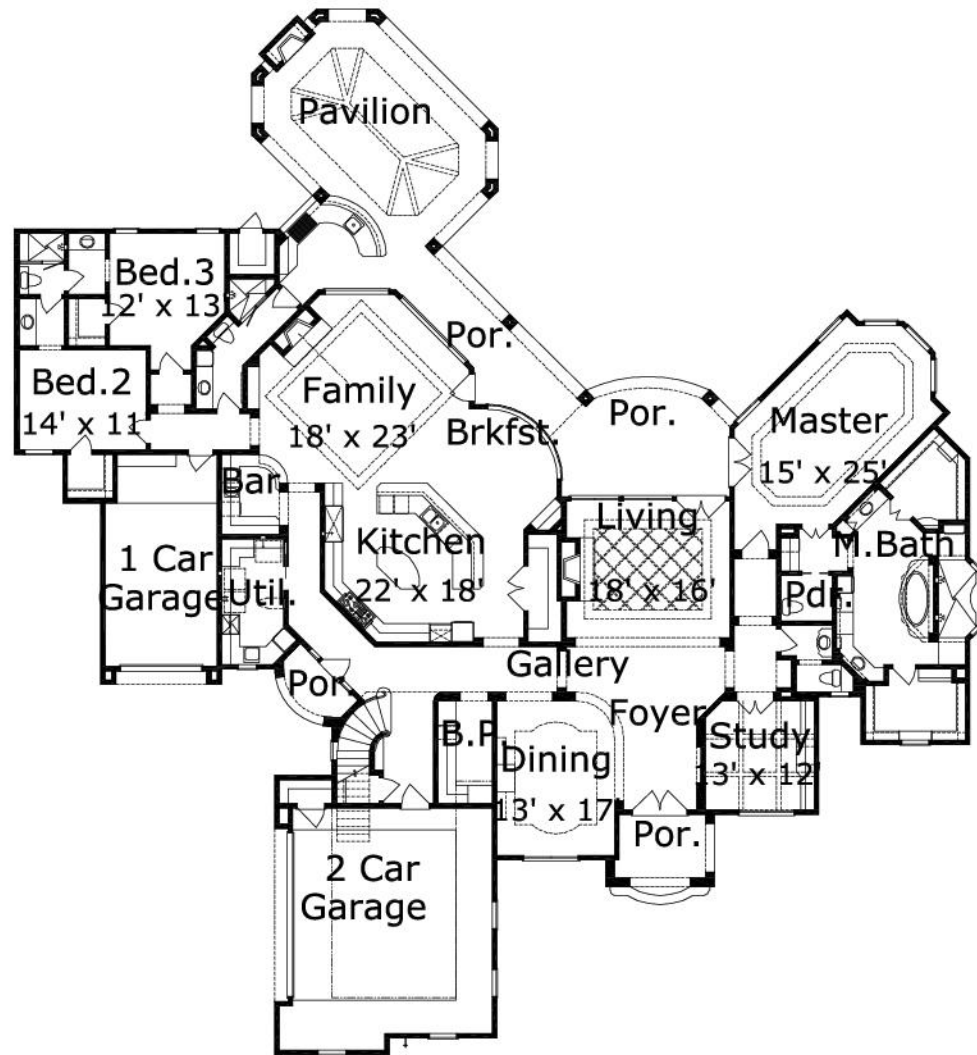 Pavilion
Bed.3
12' x 13'
Bed.2
14' x 11'
Por.
Family
18' x 23'
Brkfst.
Por.
Master
15' x 25'
Bar
Kitchen
22' x 18'
Living
18' x 16'
M.Bath
1 Car
Garage
Util.
Pdr.
Por.
Gallery
Foyer
B.P.
Dining
13' x 17'
Study
13' x 12'
Por.
2 Car
Garage